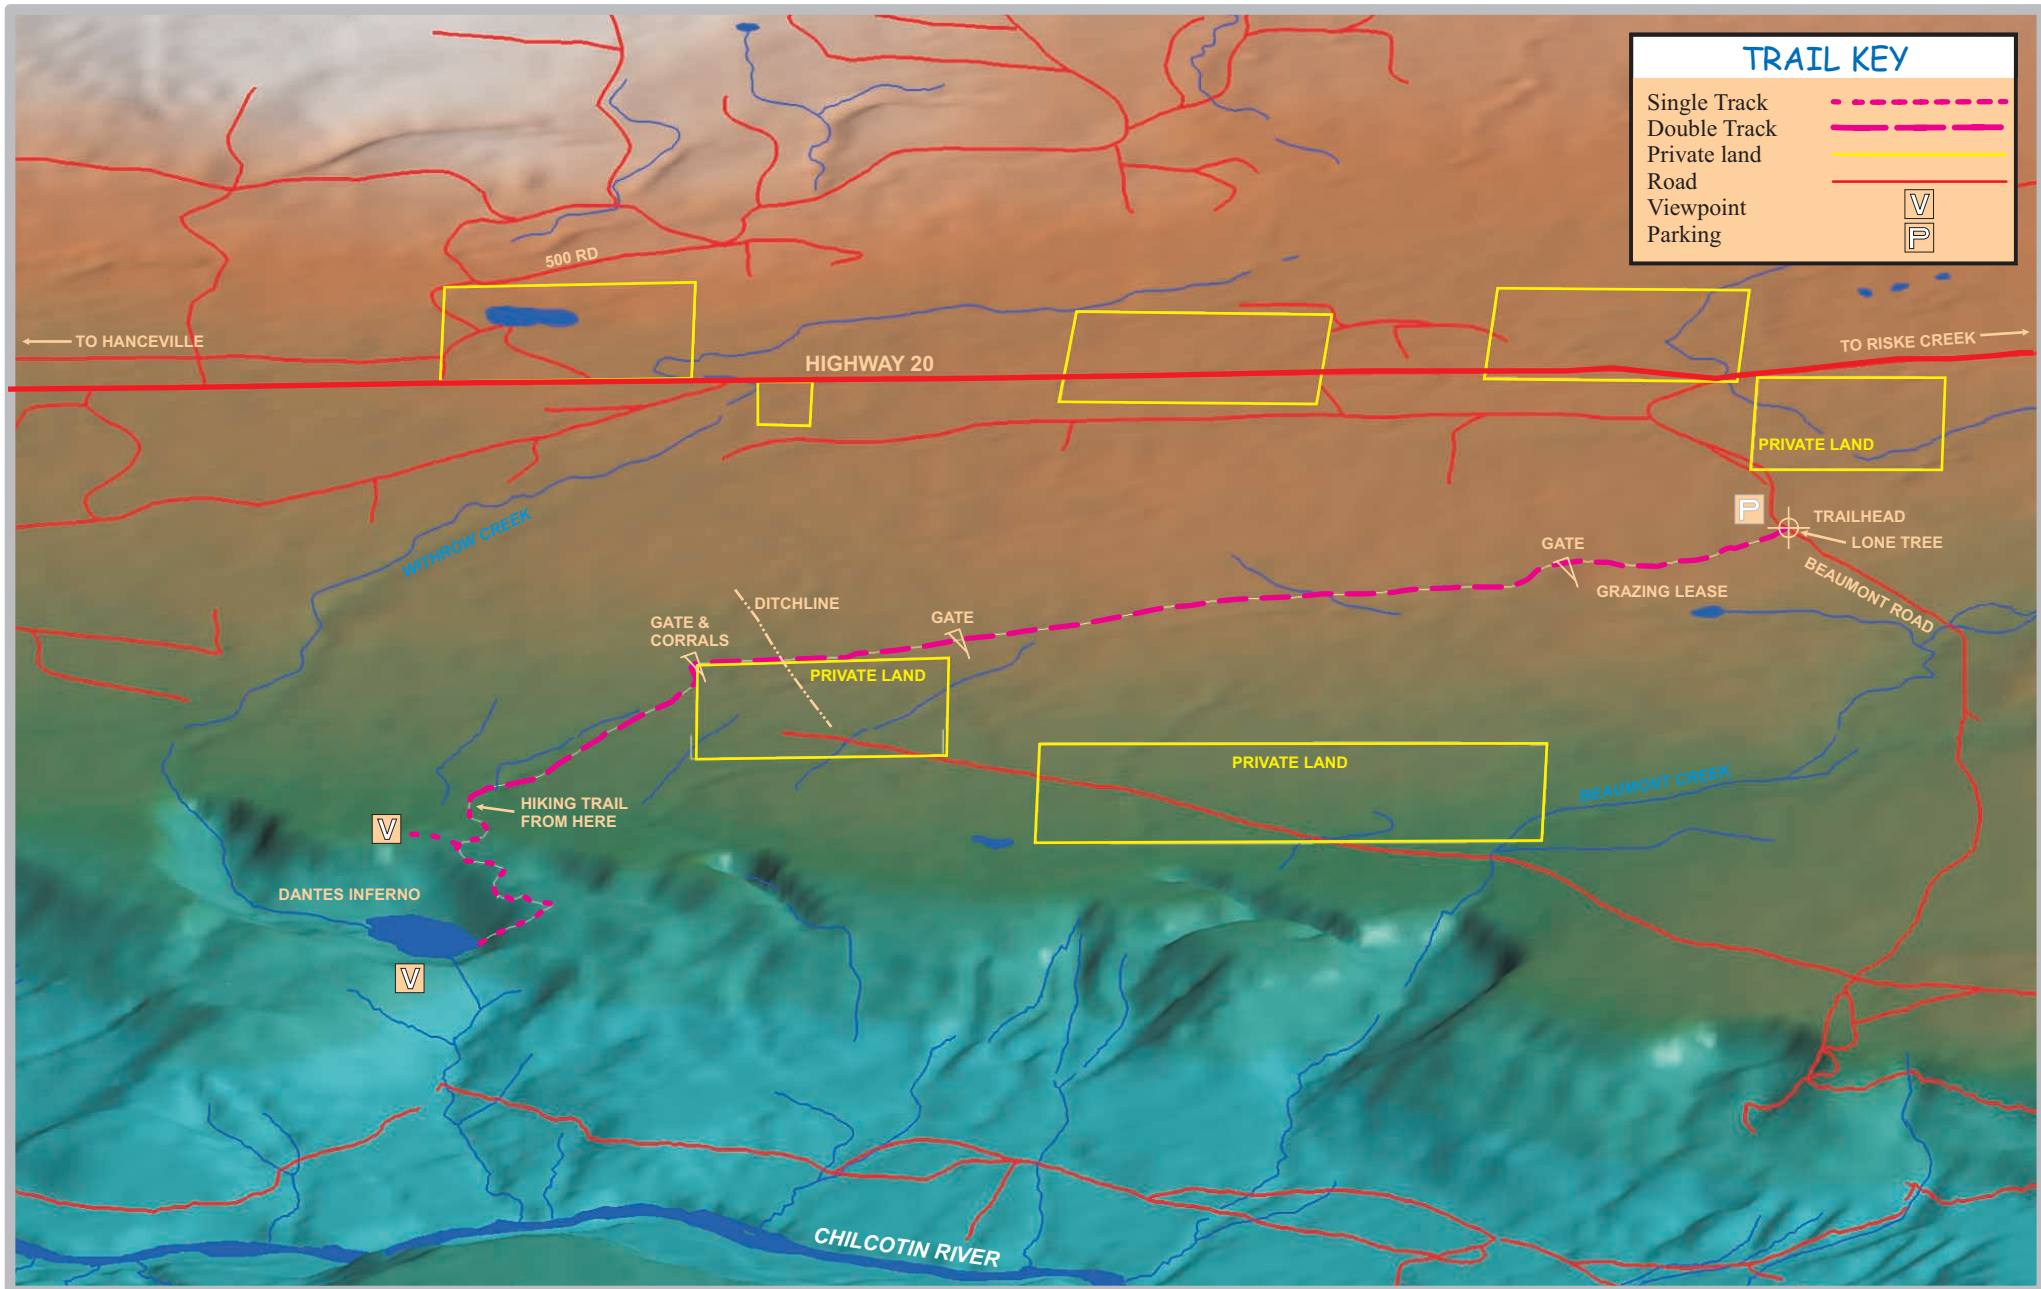 TRAIL KEY
Single Track
Double Track
Private land
Road
Viewpoint
V
Parking
P
500 RD
TO HANCEVILLE
HIGHWAY 20
TO RISKE CREEK
PRIVATE LAND
P
TRAILHEAD
LONE TREE
WITHROW CREEK
GATE
GRAZING LEASE
BEAUMONT ROAD
DITCHLINE
GATE &
CORRALS
GATE
PRIVATE LAND
PRIVATE LAND
BEAUMONT CREEK
HIKING TRAIL
FROM HERE
V
DANTES INFERNO
V
CHILCOTIN RIVER